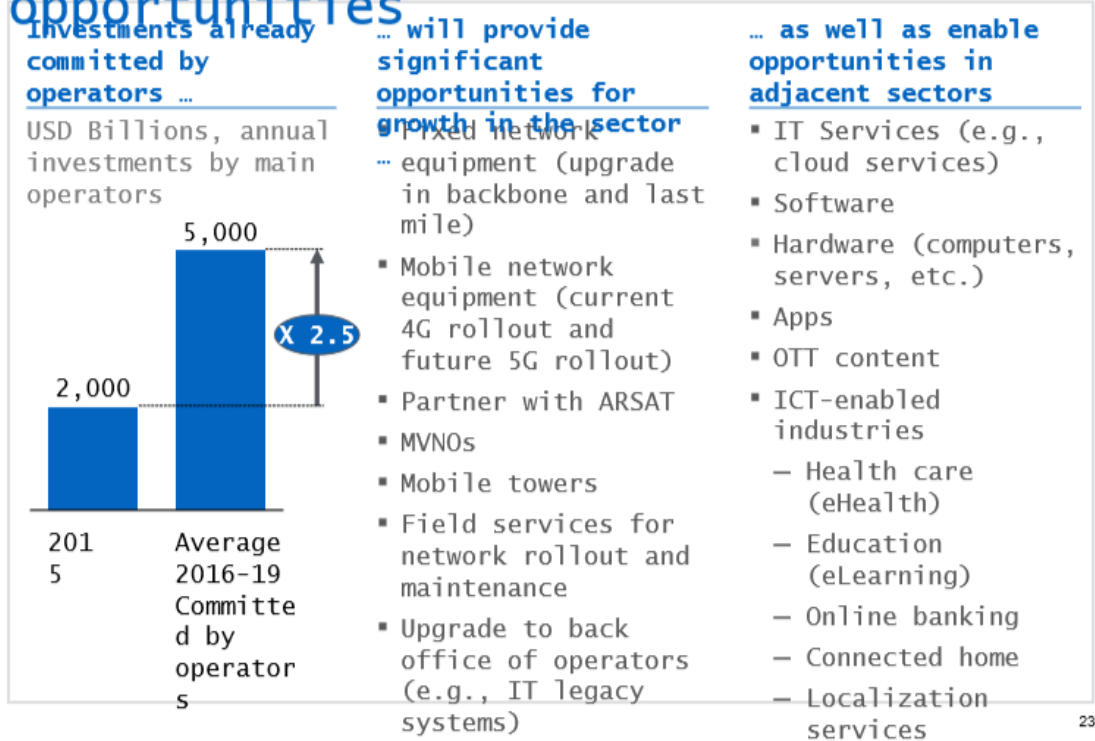 opportunities
Investments already
committed by
operators …
USD Billions, annual
investments by main
operators
5,000
X 2.5
2,000
201
5
Average
2016-19
Committe
d by
operator
s
… will provide
significant
opportunities for
growth in the sector
…
▪ Fixed network
equipment (upgrade
in backbone and last
mile)
▪ Mobile network
equipment (current
4G rollout and
future 5G rollout)
▪ Partner with ARSAT
▪ MVNOs
▪ Mobile towers
▪ Field services for
network rollout and
maintenance
▪ Upgrade to back
office of operators
(e.g., IT legacy
systems)
… as well as enable
opportunities in
adjacent sectors
▪ IT Services (e.g.,
cloud services)
▪ Software
▪ Hardware (computers,
servers, etc.)
▪ Apps
▪ OTT content
▪ ICT-enabled
industries
– Health care
(eHealth)
– Education
(eLearning)
– Online banking
– Connected home
– Localization
services
23